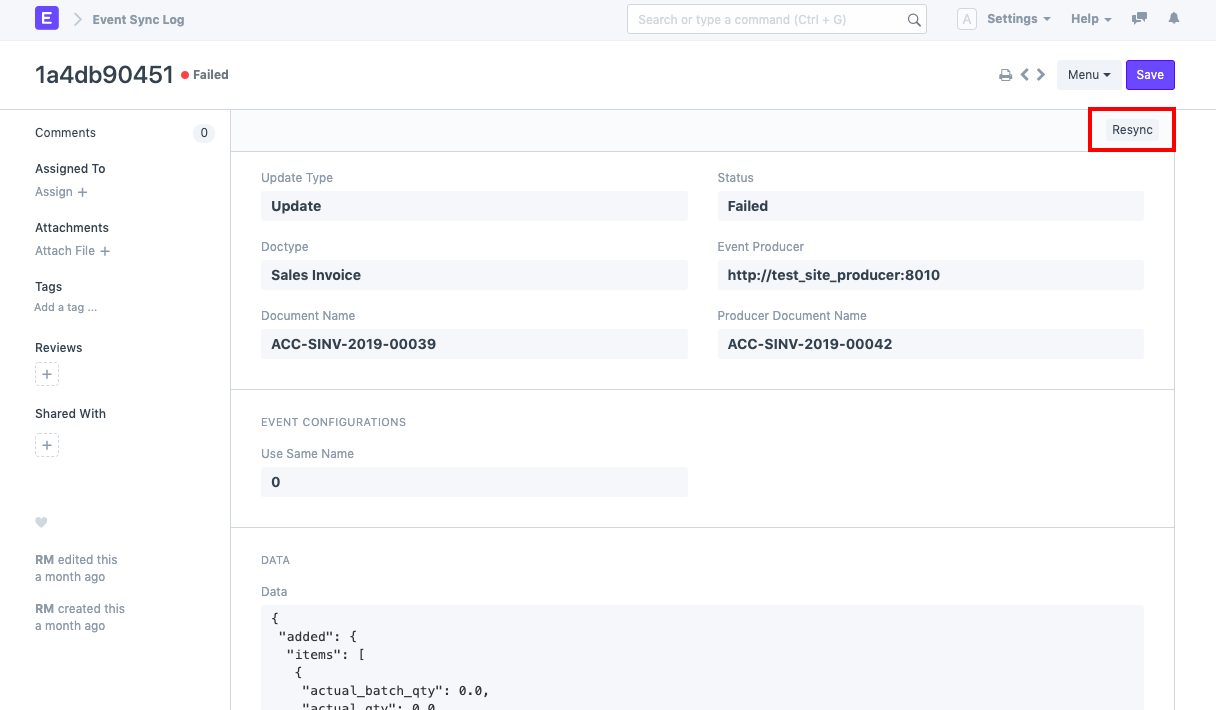 E Event Sync Log Search or type a command (Ctrl + G) A Settings Help
1a4db90451 Failed Menu Save
Comments 0
Assigned To
Assign +
Attachments
Attach File +
Tags
Add a tag ...
Reviews
+
Shared With
+
RM edited this
a month ago
RM created this
a month ago
Resync
Update Type
Update
Status
Failed
Doctype
Sales Invoice
Event Producer
http://test_site_producer:8010
Document Name
ACC-SINV-2019-00039
Producer Document Name
ACC-SINV-2019-00042
EVENT CONFIGURATIONS
Use Same Name
0
DATA
Data
{
"added": {
"items": [
{
"actual_batch_qty": 0.0,
"actual_qty": 0.0